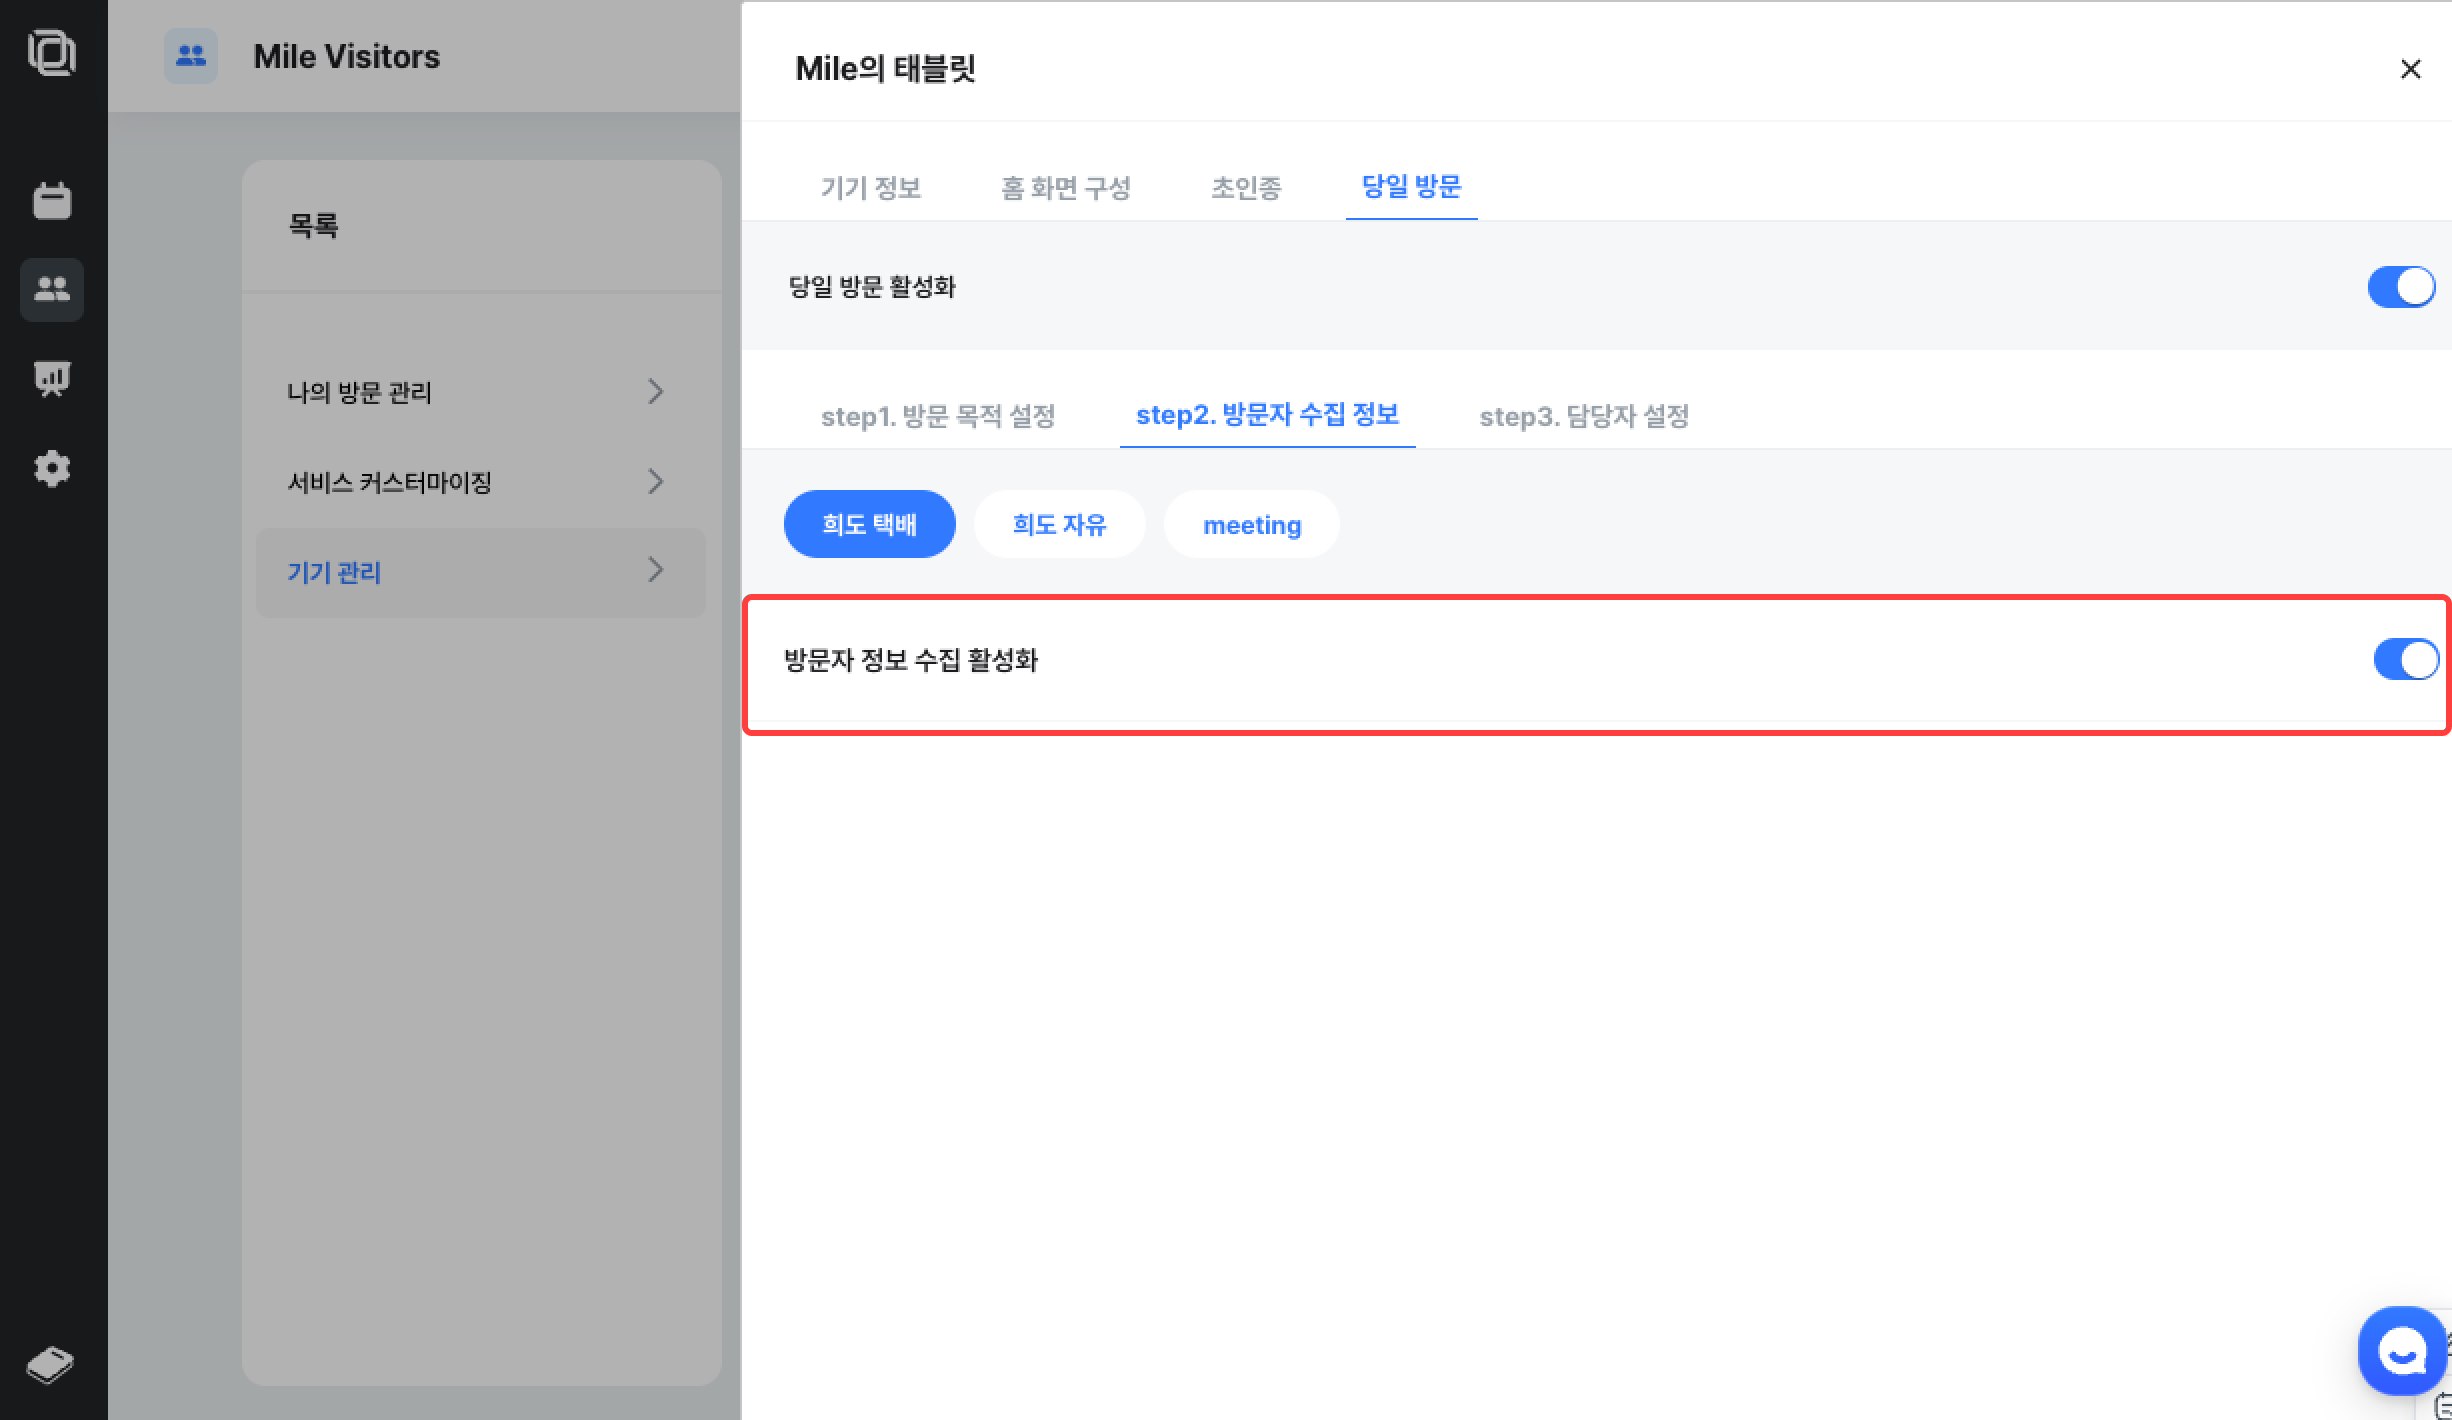 Mile Visitors
목록
나의 방문 관리
서비스 커스터마이징
기기 관리
Mile의 태블릿
기기 정보
홈 화면 구성
초인종
당일 방문
당일 방문 활성화
step1. 방문 목적 설정
step2. 방문자 수집 정보
step3. 담당자 설정
희도 택배
희도 자유
meeting
방문자 정보 수집 활성화